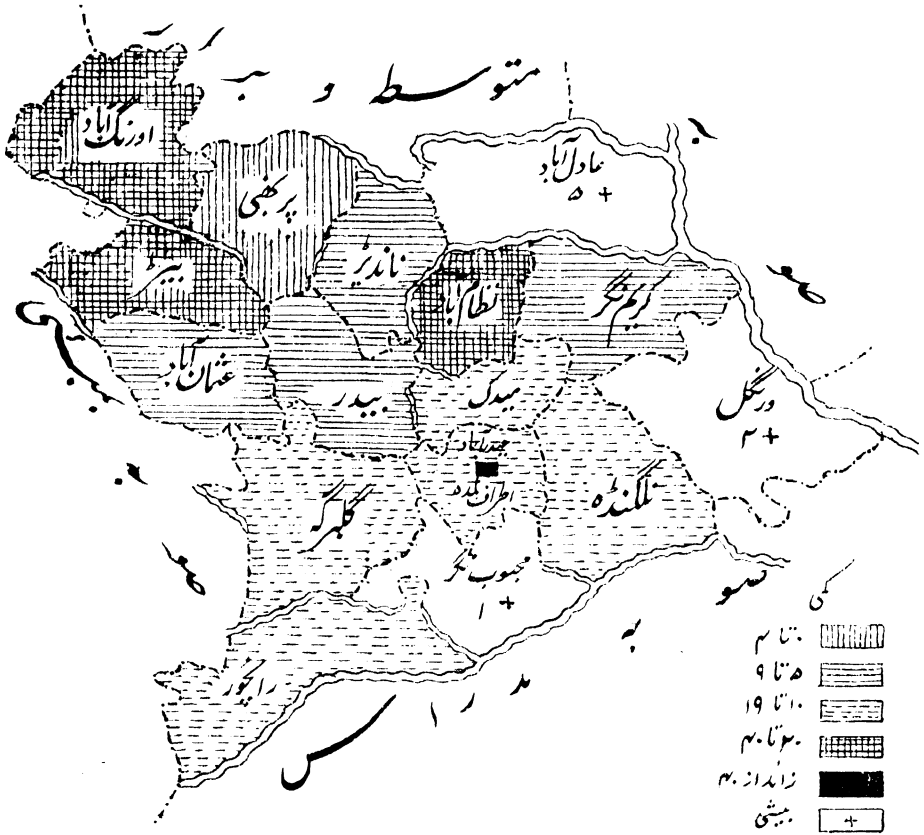 متوسط و بر
اورنگ آباد
عادل آباد
۵ +
پربھنی
ناندیڑ
بیڑ
نظام آباد
کریم نگر
عثمان آباد
بیدر
میدک
ورنگل
۲ +
حیدرآباد
اطراف بلدہ
نلگنڈہ
گلبرگہ
محبوب نگر
۱ +
رائچور
صوبہ مدراس
کمی
۰ تا ۴
۵ تا ۹
۱۰ تا ۱۹
۲۰ تا ۴۰
زائد از ۴۰
بیشی
+